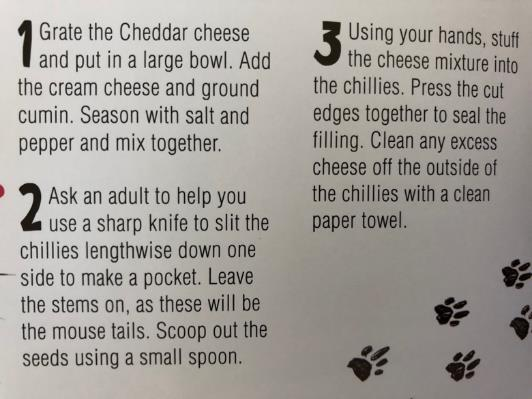 1 Grate the Cheddar cheese
and put in a large bowl. Add
the cream cheese and ground
cumin. Season with salt and
pepper and mix together.
2 Ask an adult to help you
use a sharp knife to slit the
chillies lengthwise down one
side to make a pocket. Leave
the stems on, as these will be
the mouse tails. Scoop out the
seeds using a small spoon.
3 Using your hands, stuff
the cheese mixture into
the chillies. Press the cut
edges together to seal the
filling. Clean any excess
cheese off the outside of
the chillies with a clean
paper towel.